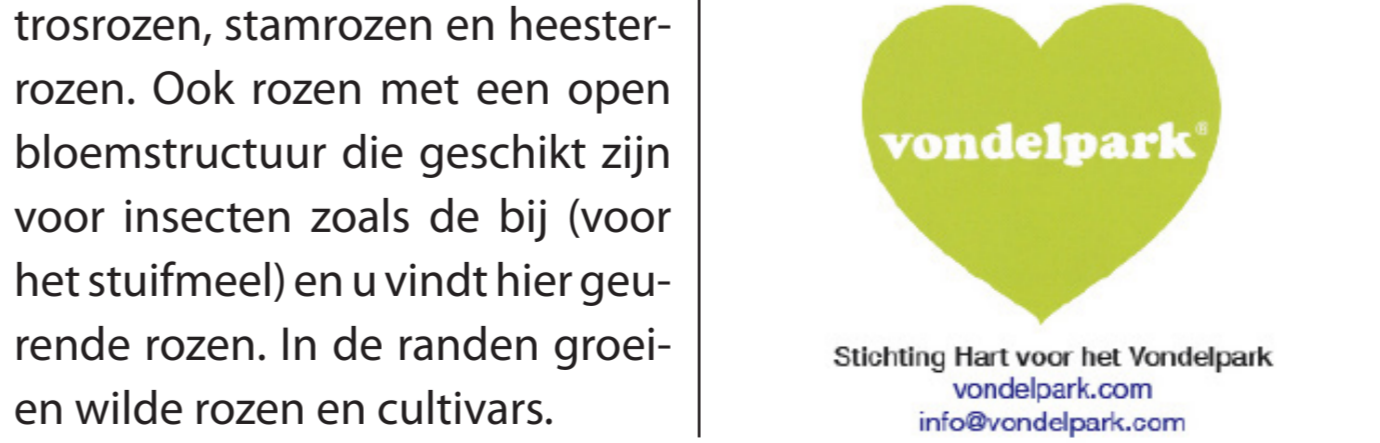 trosrozen, stamrozen en heester-
rozen. Ook rozen met een open
bloemstructuur die geschikt zijn
voor insecten zoals de bij (voor
het stuifmeel) en u vindt hier geu-
rende rozen. In de randen groei-
en wilde rozen en cultivars.
vondelpark®
Stichting Hart voor het Vondelpark
vondelpark.com
info@vondelpark.com